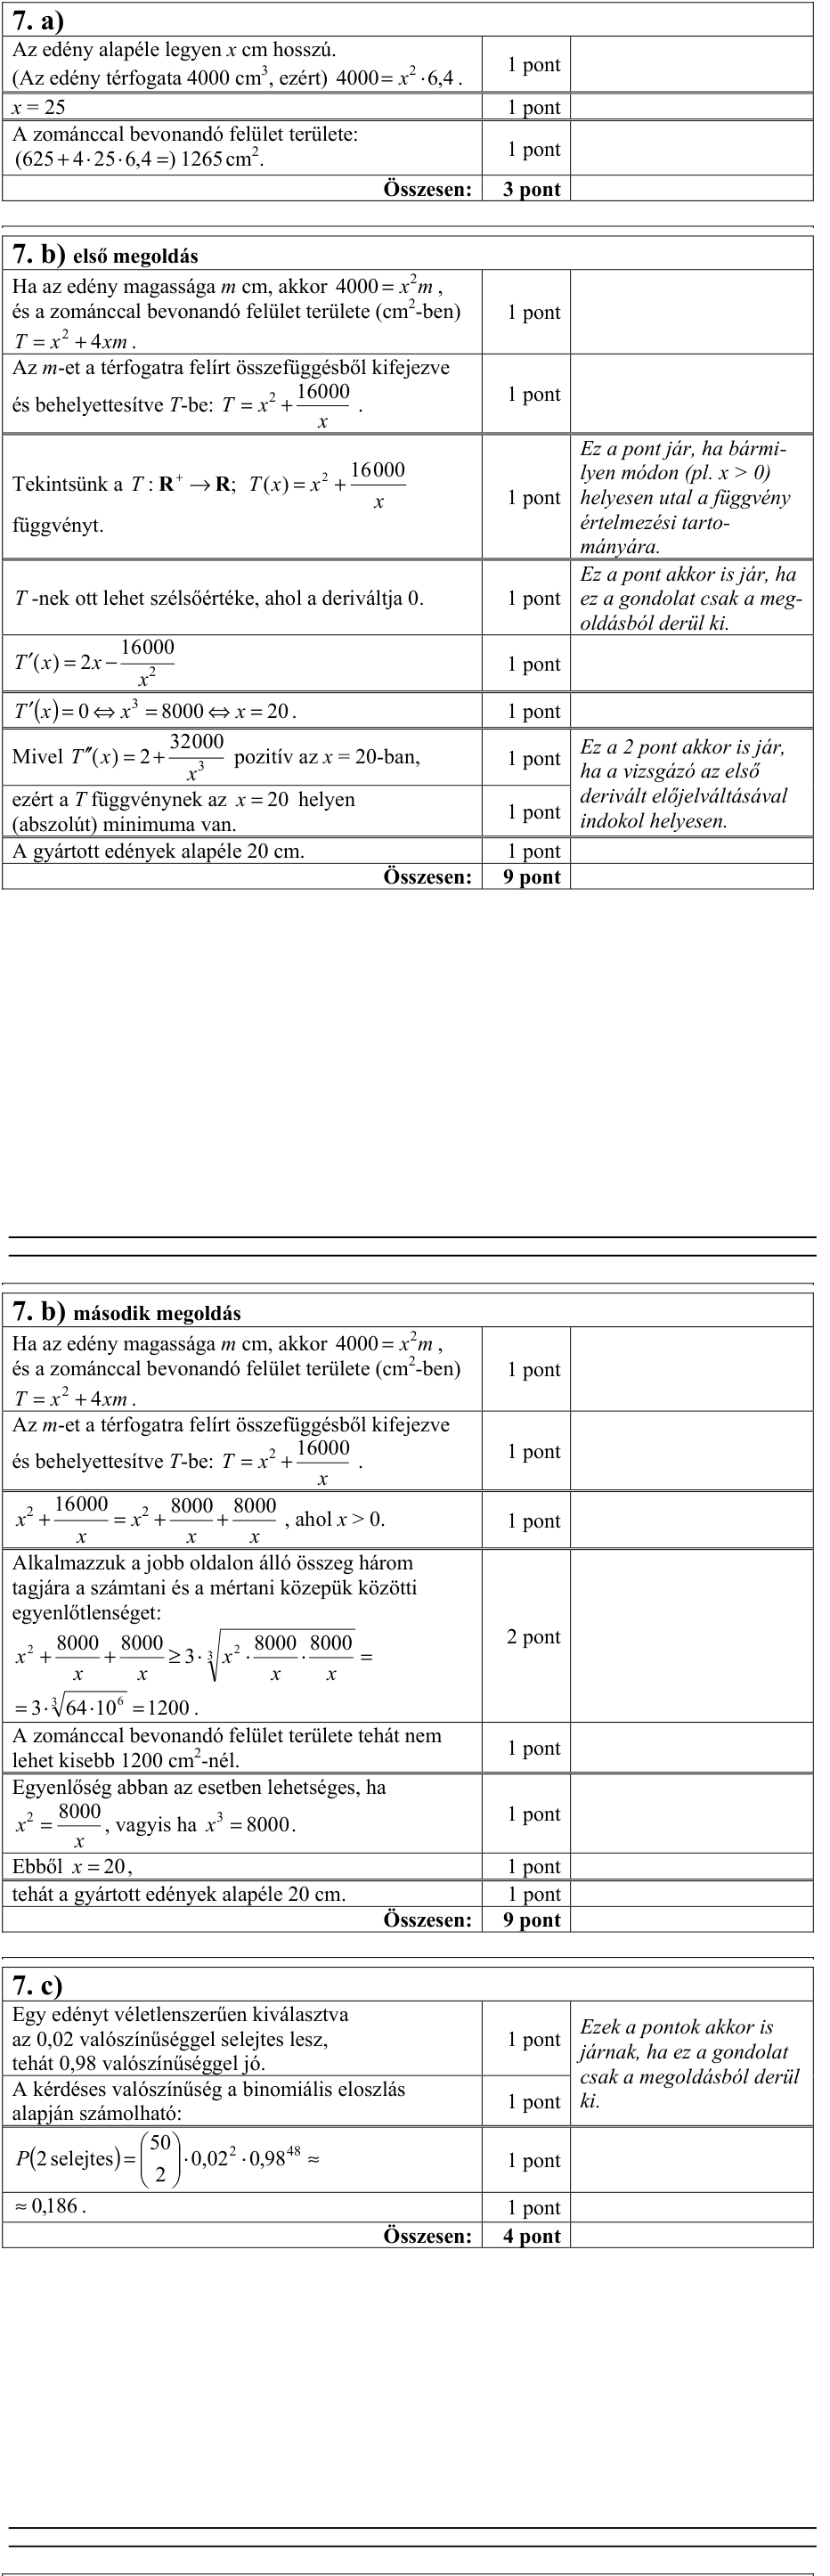 7. a)
Az edény alapéle legyen x cm hosszú.
(Az edény térfogata 4000 cm³, ezért) 4000 = x² · 6,4 .
1 pont
x = 25
1 pont
A zománccal bevonandó felület területe:
(625 + 4 · 25 · 6,4 =) 1265 cm².
1 pont
Összesen:
3 pont
7. b) első megoldás
Ha az edény magassága m cm, akkor 4000 = x²m ,
és a zománccal bevonandó felület területe (cm²-ben)
T = x² + 4xm .
1 pont
Az m-et a térfogatra felírt összefüggésből kifejezve
és behelyettesítve T-be: T = x² + 16000/x .
1 pont
Tekintsünk a T : R⁺ → R; T(x) = x² + 16000/x
függvényt.
1 pont
Ez a pont jár, ha bármi-
lyen módon (pl. x > 0)
helyesen utal a függvény
értelmezési tarto-
mányára.
T -nek ott lehet szélsőértéke, ahol a deriváltja 0.
1 pont
Ez a pont akkor is jár, ha
ez a gondolat csak a meg-
oldásból derül ki.
T′(x) = 2x − 16000/x²
1 pont
T′(x) = 0 ⇔ x³ = 8000 ⇔ x = 20 .
1 pont
Mivel T″(x) = 2 + 32000/x³ pozitív az x = 20-ban,
1 pont
Ez a 2 pont akkor is jár,
ha a vizsgázó az első
derivált előjelváltásával
indokol helyesen.
ezért a T függvénynek az x = 20 helyen
(abszolút) minimuma van.
1 pont
A gyártott edények alapéle 20 cm.
1 pont
Összesen:
9 pont
7. b) második megoldás
Ha az edény magassága m cm, akkor 4000 = x²m ,
és a zománccal bevonandó felület területe (cm²-ben)
T = x² + 4xm .
1 pont
Az m-et a térfogatra felírt összefüggésből kifejezve
és behelyettesítve T-be: T = x² + 16000/x .
1 pont
x² + 16000/x = x² + 8000/x + 8000/x , ahol x > 0.
1 pont
Alkalmazzuk a jobb oldalon álló összeg három
tagjára a számtani és a mértani közepük közötti
egyenlőtlenséget:
x² + 8000/x + 8000/x ≥ 3 · ∛(x² · 8000/x · 8000/x) =
= 3 · ∛(64 · 10⁶) = 1200 .
2 pont
A zománccal bevonandó felület területe tehát nem
lehet kisebb 1200 cm²-nél.
1 pont
Egyenlőség abban az esetben lehetséges, ha
x² = 8000/x , vagyis ha x³ = 8000 .
1 pont
Ebből x = 20 ,
1 pont
tehát a gyártott edények alapéle 20 cm.
1 pont
Összesen:
9 pont
7. c)
Egy edényt véletlenszerűen kiválasztva
az 0,02 valószínűséggel selejtes lesz,
tehát 0,98 valószínűséggel jó.
1 pont
Ezek a pontok akkor is
járnak, ha ez a gondolat
csak a megoldásból derül
ki.
A kérdéses valószínűség a binomiális eloszlás
alapján számolható:
1 pont
P(2 selejtes) = (50 2) · 0,02² · 0,98⁴⁸ ≈
1 pont
≈ 0,186 .
1 pont
Összesen:
4 pont